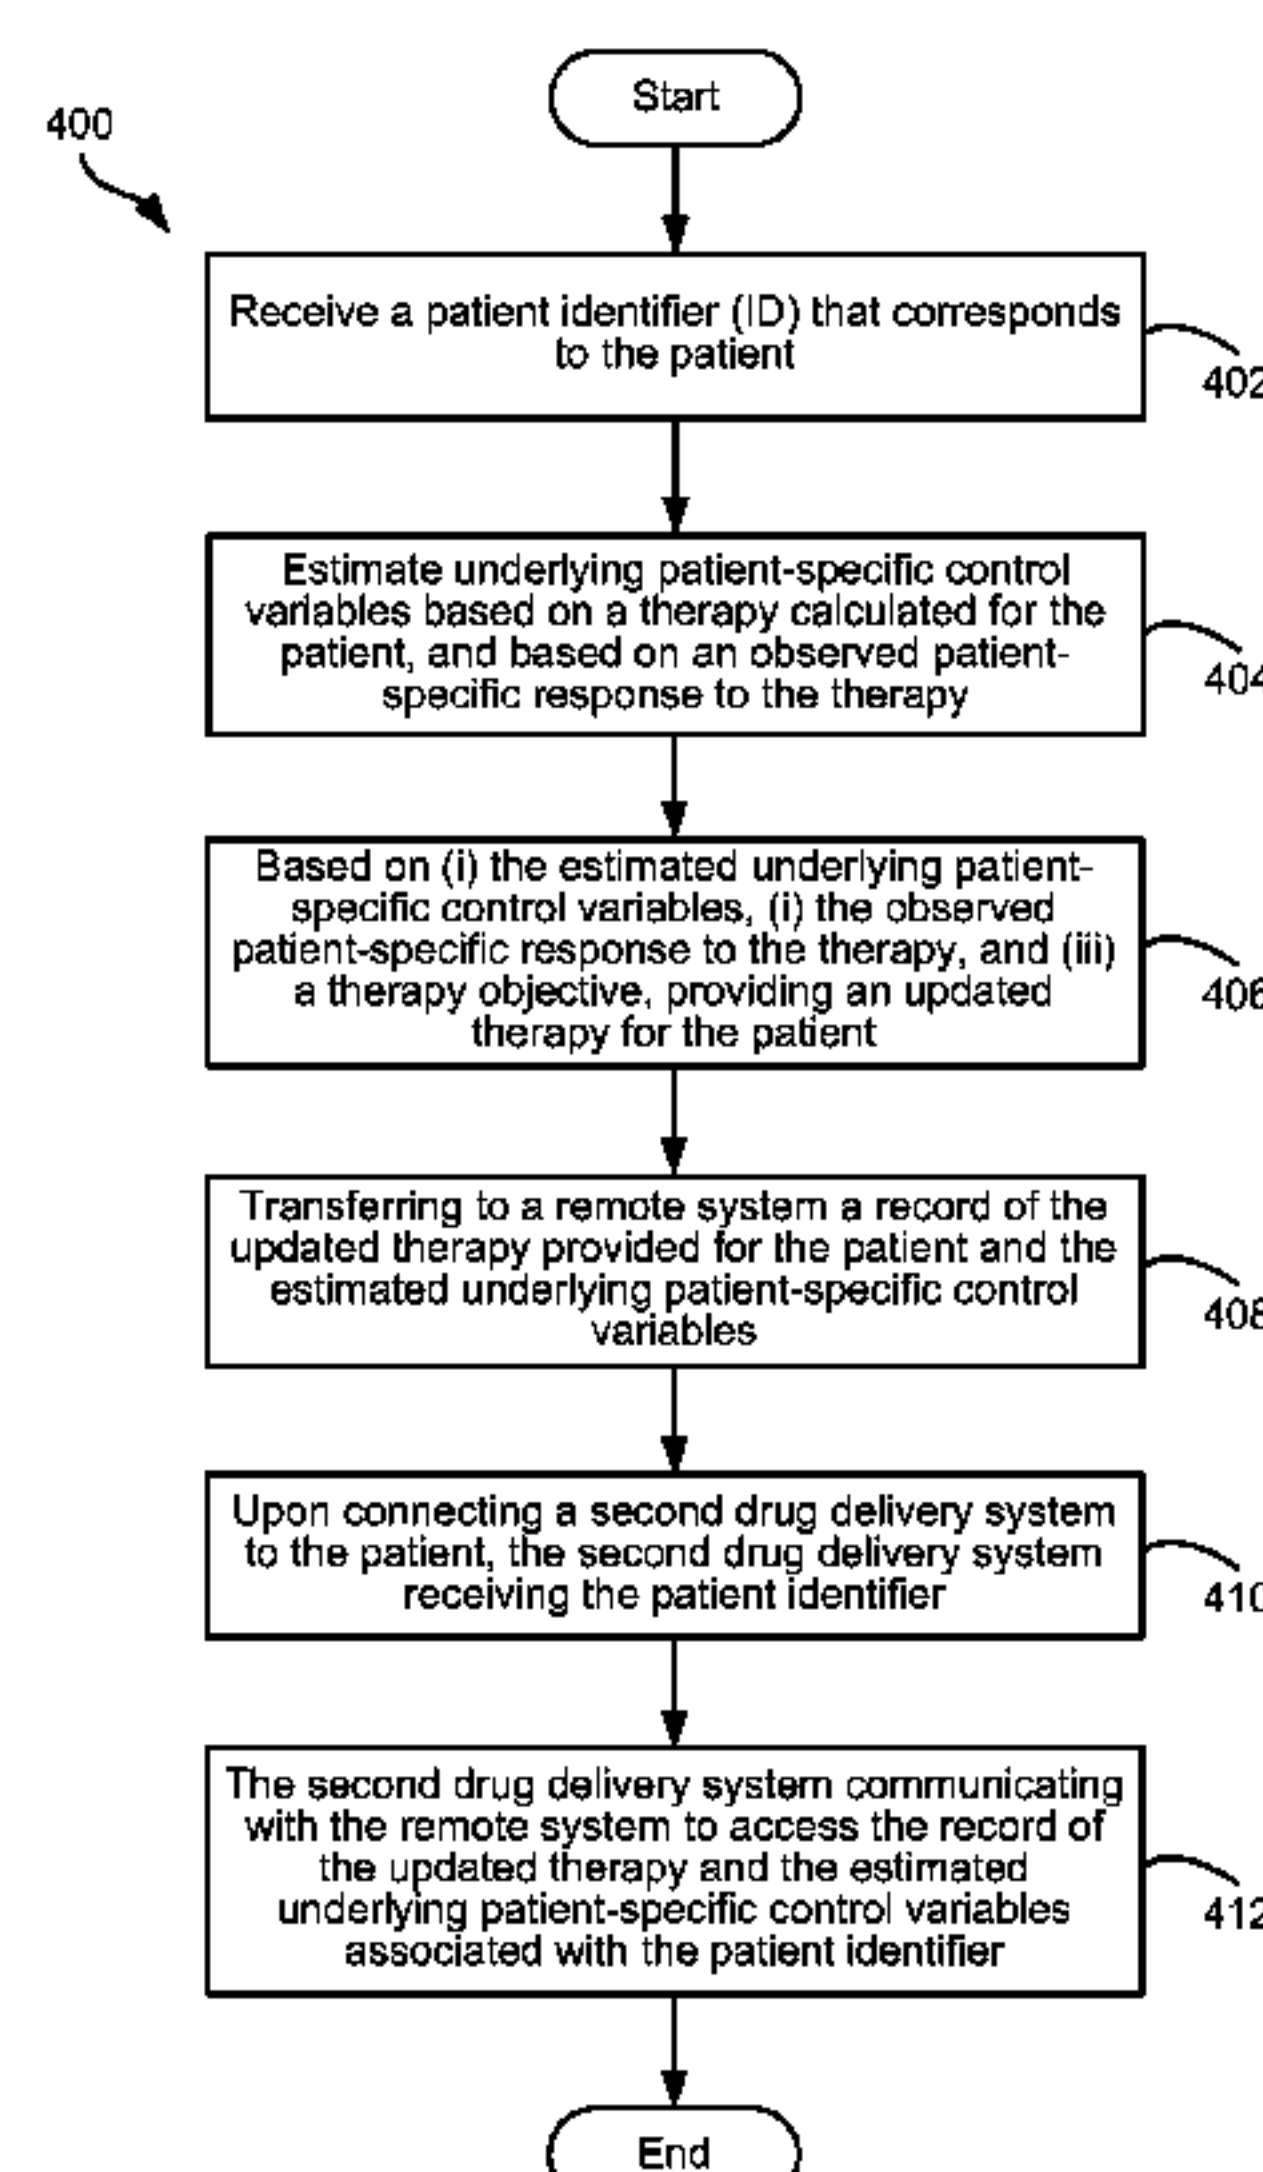 Start
400
Receive a patient identifier (ID) that corresponds
to the patient
402
Estimate underlying patient-specific control
variables based on a therapy calculated for the
patient, and based on an observed patient-
specific response to the therapy
404
Based on (i) the estimated underlying patient-
specific control variables, (i) the observed
patient-specific response to the therapy, and (iii)
a therapy objective, providing an updated
therapy for the patient
406
Transferring to a remote system a record of the
updated therapy provided for the patient and the
estimated underlying patient-specific control
variables
408
Upon connecting a second drug delivery system
to the patient, the second drug delivery system
receiving the patient identifier
410
The second drug delivery system communicating
with the remote system to access the record of
the updated therapy and the estimated
underlying patient-specific control variables
associated with the patient identifier
412
End